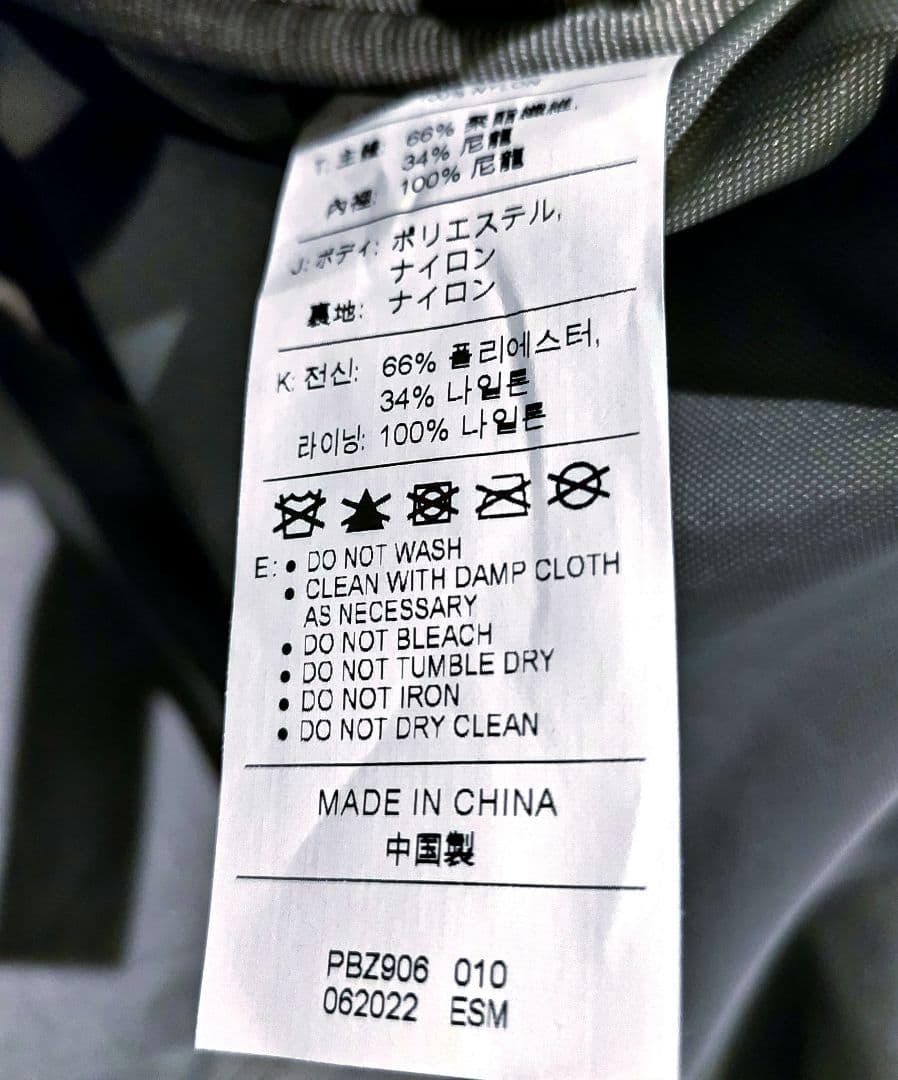 100% NYLON
T: 主體: 66% 聚酯纖維,
34% 尼龍
內裡: 100% 尼龍
J: ボディ: ポリエステル,
ナイロン
裏地: ナイロン
K: 전신: 66% 폴리에스터,
34% 나일론
라이닝: 100% 나일론
E: • DO NOT WASH
• CLEAN WITH DAMP CLOTH
AS NECESSARY
• DO NOT BLEACH
• DO NOT TUMBLE DRY
• DO NOT IRON
• DO NOT DRY CLEAN
MADE IN CHINA
中国製
PBZ906 010
062022 ESM